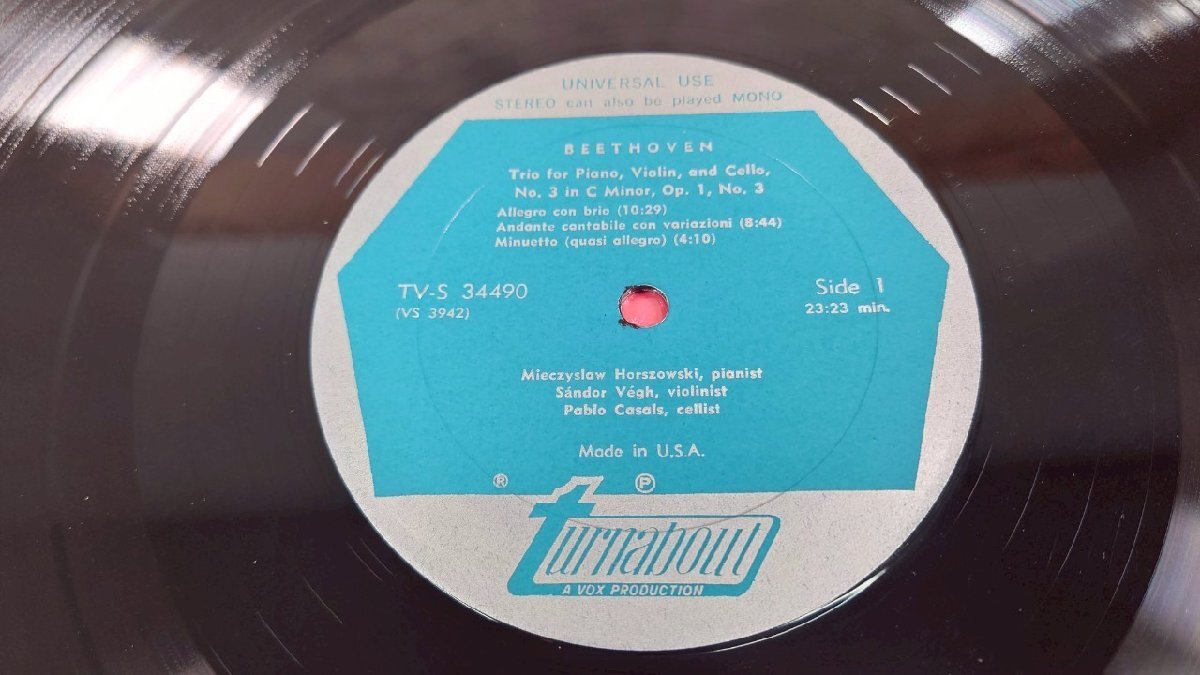 UNIVERSAL USE
STEREO can also be played MONO
BEETHOVEN
Trio for Piano, Violin, and Cello,
No. 3 in C Minor, Op. 1, No. 3
Allegro con brio (10:29)
Andante cantabile con variazioni (8:44)
Minuetto (quasi allegro) (4:10)
TV-S 34490
(VS 3942)
Side 1
23:23 min.
Mieczyslaw Horszowski, pianist
Sándor Végh, violinist
Pablo Casals, cellist
Made in U.S.A.
® ℗
turnabout
A VOX PRODUCTION